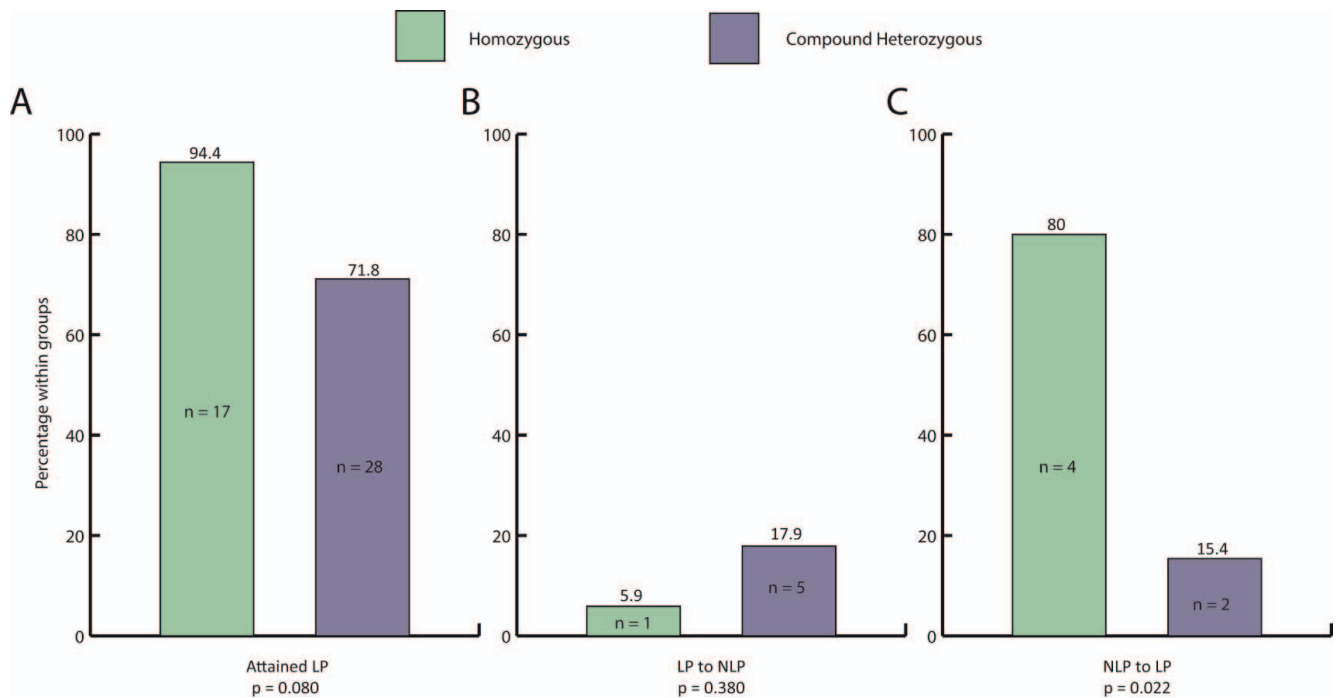 Homozygous
Compound Heterozygous
A
B
C
Percentage within groups
100
80
60
40
20
0
94.4
n = 17
71.8
n = 28
Attained LP
p = 0.080
100
80
60
40
20
0
5.9
n = 1
17.9
n = 5
LP to NLP
p = 0.380
100
80
60
40
20
0
80
n = 4
15.4
n = 2
NLP to LP
p = 0.022